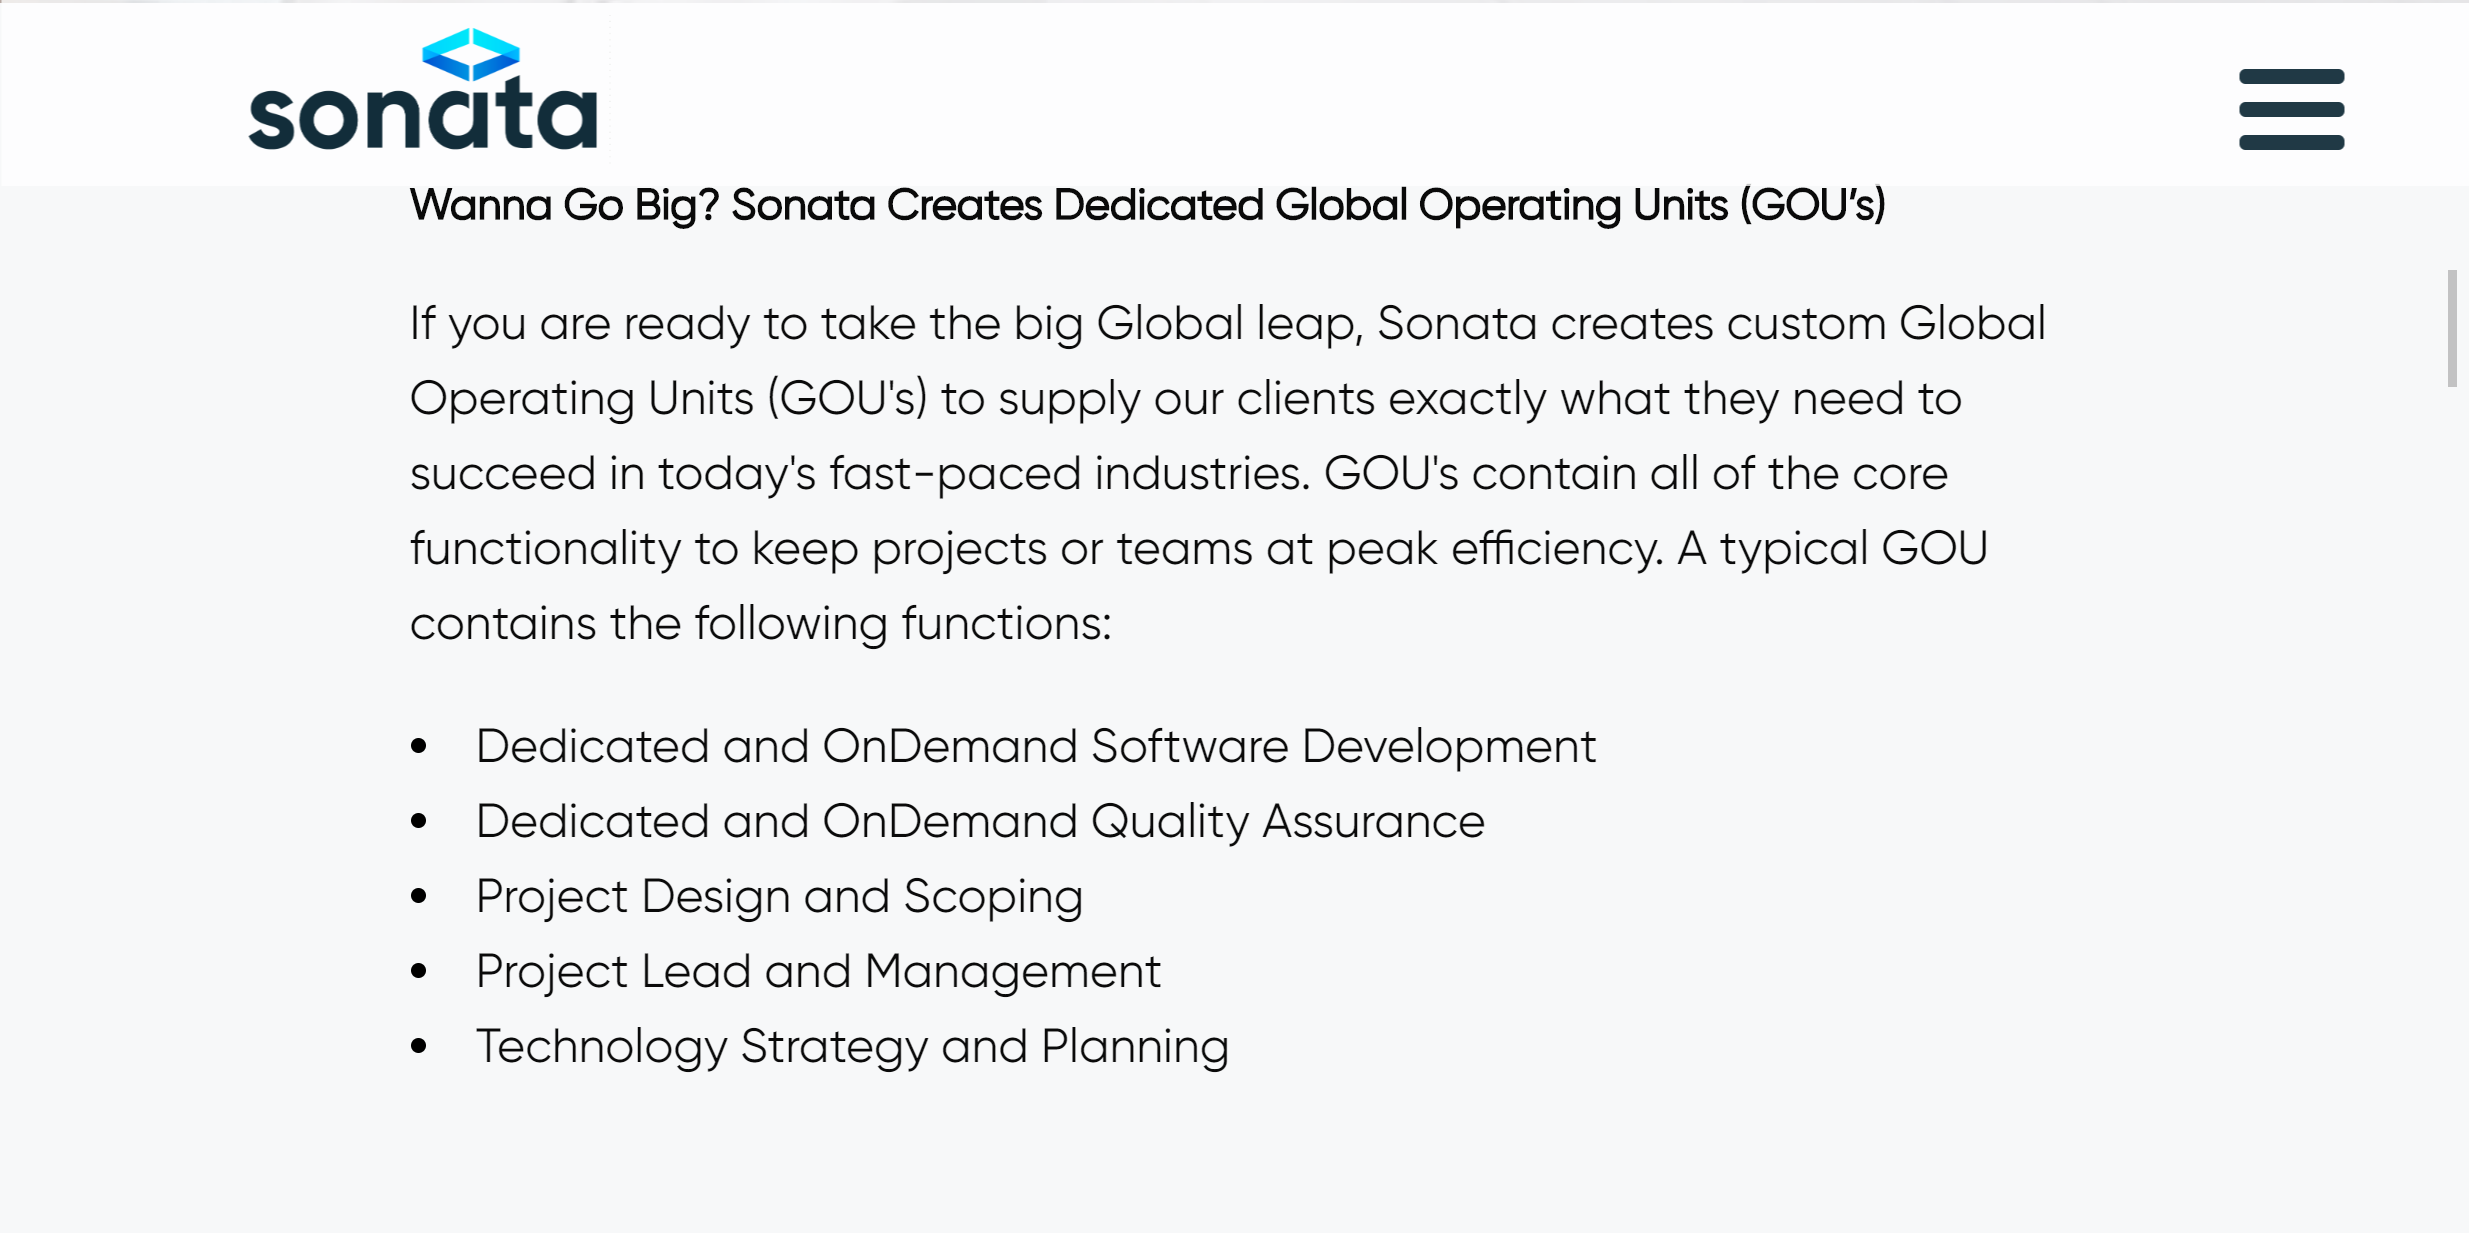 sonata
Wanna Go Big? Sonata Creates Dedicated Global Operating Units (GOU’s)
If you are ready to take the big Global leap, Sonata creates custom Global
Operating Units (GOU's) to supply our clients exactly what they need to
succeed in today's fast-paced industries. GOU's contain all of the core
functionality to keep projects or teams at peak efficiency. A typical GOU
contains the following functions:
• Dedicated and OnDemand Software Development
• Dedicated and OnDemand Quality Assurance
• Project Design and Scoping
• Project Lead and Management
• Technology Strategy and Planning